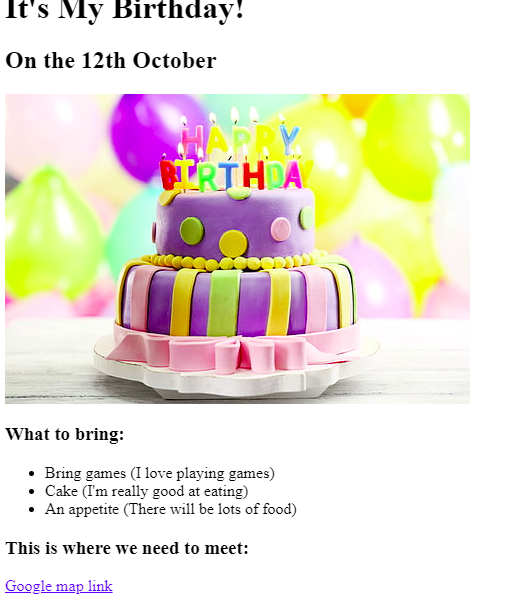 It's My Birthday!
On the 12th October
HAPPY
BIRTHDAY
What to bring:
Bring games (I love playing games)
Cake (I'm really good at eating)
An appetite (There will be lots of food)
This is where we need to meet:
Google map link